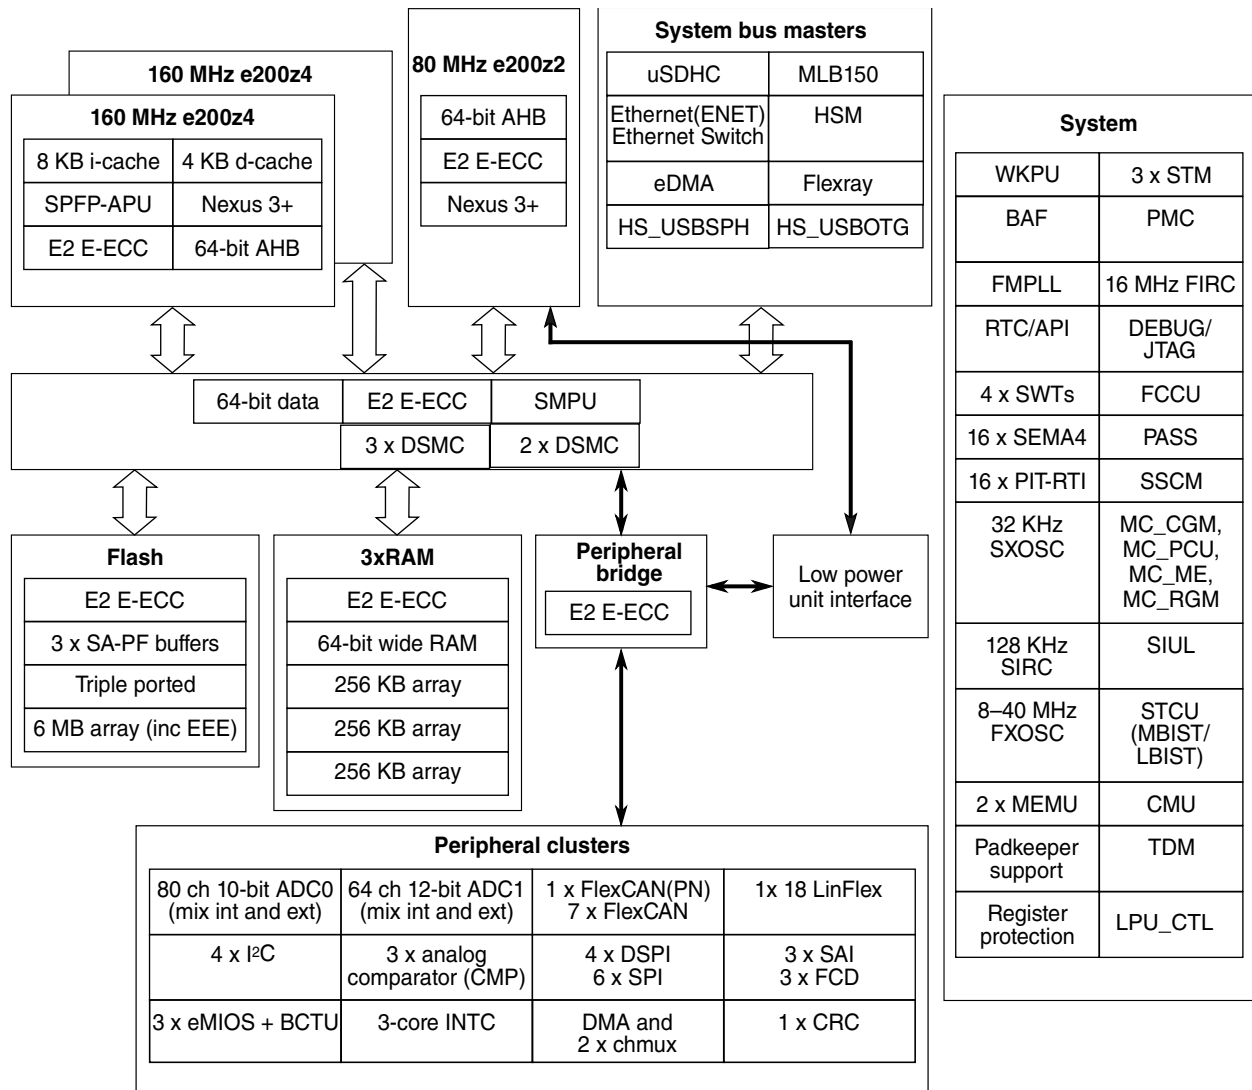 160 MHz e200z4
160 MHz e200z4
8 KB i-cache
4 KB d-cache
SPFP-APU
Nexus 3+
E2 E-ECC
64-bit AHB
80 MHz e200z2
64-bit AHB
E2 E-ECC
Nexus 3+
System bus masters
uSDHC
MLB150
Ethernet(ENET)
Ethernet Switch
HSM
eDMA
Flexray
HS_USBSPH
HS_USBOTG
64-bit data
E2 E-ECC
SMPU
3 x DSMC
2 x DSMC
Flash
E2 E-ECC
3 x SA-PF buffers
Triple ported
6 MB array (inc EEE)
3xRAM
E2 E-ECC
64-bit wide RAM
256 KB array
256 KB array
256 KB array
Peripheral
bridge
E2 E-ECC
Low power
unit interface
Peripheral clusters
80 ch 10-bit ADC0
(mix int and ext)
64 ch 12-bit ADC1
(mix int and ext)
1 x FlexCAN(PN)
7 x FlexCAN
1x 18 LinFlex
4 x I²C
3 x analog
comparator (CMP)
4 x DSPI
6 x SPI
3 x SAI
3 x FCD
3 x eMIOS + BCTU
3-core INTC
DMA and
2 x chmux
1 x CRC
System
WKPU
3 x STM
BAF
PMC
FMPLL
16 MHz FIRC
RTC/API
DEBUG/
JTAG
4 x SWTs
FCCU
16 x SEMA4
PASS
16 x PIT-RTI
SSCM
32 KHz
SXOSC
MC_CGM,
MC_PCU,
MC_ME,
MC_RGM
128 KHz
SIRC
SIUL
8–40 MHz
FXOSC
STCU
(MBIST/
LBIST)
2 x MEMU
CMU
Padkeeper
support
TDM
Register
protection
LPU_CTL